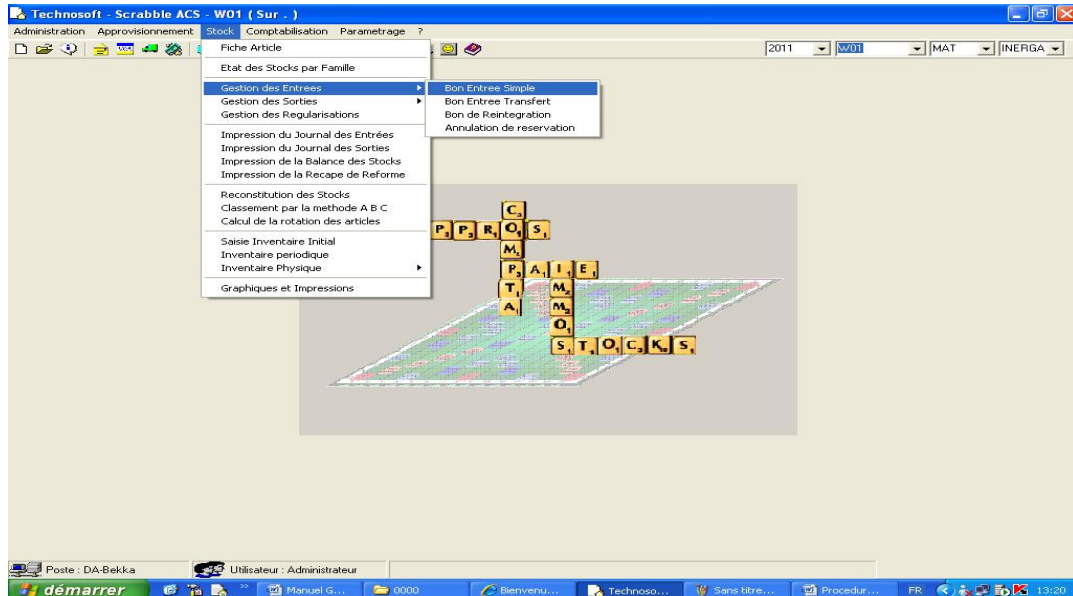 Technosoft - Scrabble ACS - W01 ( Sur . )
Administration Approvisionnement Stock Comptabilisation Parametrage ?
2011 W01 MAT INERGA
Fiche Article
Etat des Stocks par Famille
Gestion des Entrees
Gestion des Sorties
Gestion des Regularisations
Impression du Journal des Entrées
Impression du Journal des Sorties
Impression de la Balance des Stocks
Impression de la Recape de Reforme
Reconstitution des Stocks
Classement par la methode A B C
Calcul de la rotation des articles
Saisie Inventaire Initial
Inventaire periodique
Inventaire Physique
Graphiques et Impressions
Bon Entree Simple
Bon Entree Transfert
Bon de Reintegration
Annulation de reservation
PPROS
COMPTA
PAIE
IMMOS
STOCKS
Poste : DA-Bekka Utilisateur : Administrateur
démarrer Manuel G... 0000 Bienvenu... Technoso... Sans titre... Procedur... FR 13:20